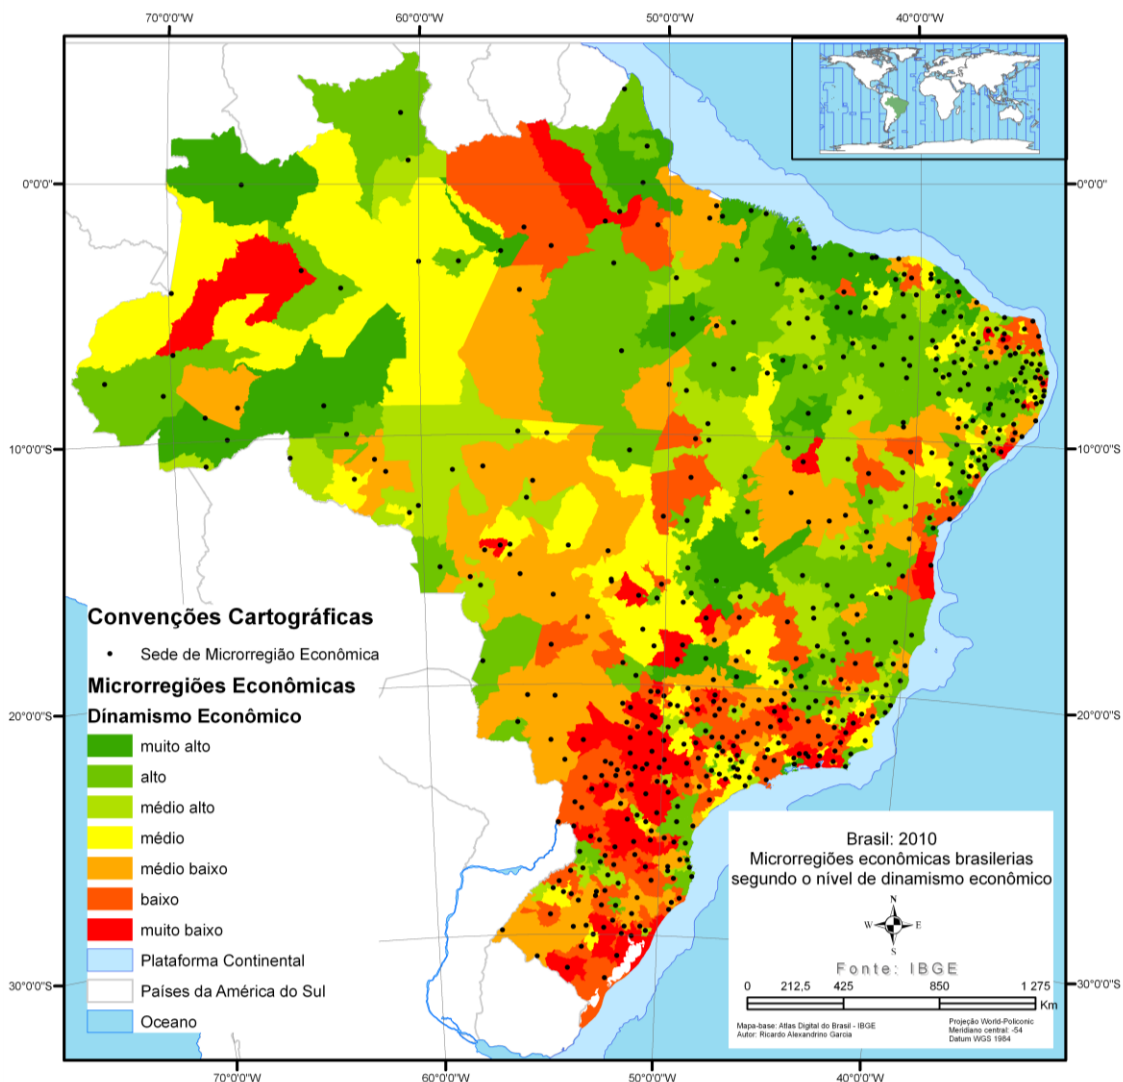 70°0'0"W 60°0'0"W 50°0'0"W 40°0'0"W
0°0'0" 0°0'0"
10°0'0"S 10°0'0"S
Convenções Cartográficas
Sede de Microrregião Econômica
Microrregiões Econômicas
Dinamismo Econômico
20°0'0"S 20°0'0"S
muito alto
alto
médio alto
médio
médio baixo
baixo
muito baixo
Plataforma Continental
Países da América do Sul
Oceano
30°0'0"S 30°0'0"S
Brasil: 2010
Microrregiões econômicas brasilerias
segundo o nível de dinamismo econômico
N
W E
S
Fonte: IBGE
0 212,5 425 850 1.275
Km
Mapa-base: Atlas Digital do Brasil - IBGE
Autor: Ricardo Alexandrino Garcia
Projeção World-Policonic
Meridiano central: -54
Datum WGS 1984
70°0'0"W 60°0'0"W 50°0'0"W 40°0'0"W